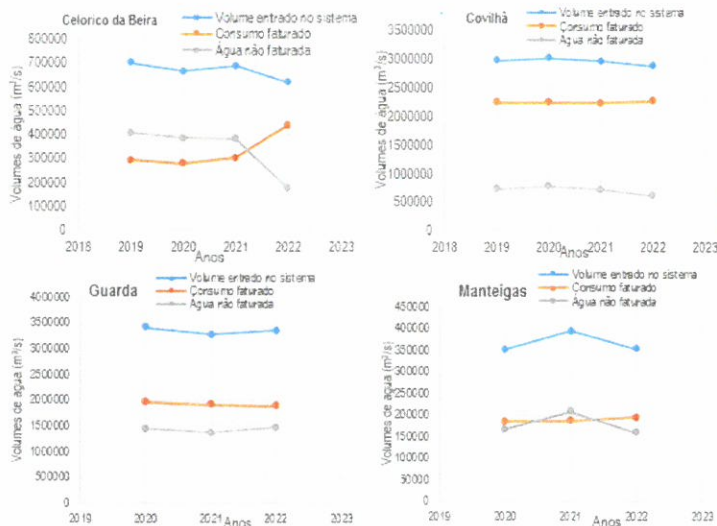 Celorico da Beira
Volume entrado no sistema
Consumo faturado
Água não faturada
Volumes de água (m³/s)
800000
700000
600000
500000
400000
300000
200000
100000
0
2018 2019 2020 2021 2022 2023
Anos
Covilhã
Volume entrado no sistema
Consumo faturado
Água não faturada
Volumes de água (m³/s)
3500000
3000000
2500000
2000000
1500000
1000000
500000
0
2018 2019 2020 2021 2022 2023
Anos
Guarda
Volume entrado no sistema
Consumo faturado
Água não faturada
Volumes de água (m³/s)
4000000
3500000
3000000
2500000
2000000
1500000
1000000
500000
0
2019 2020 2021 2022 2023
Anos
Manteigas
Volume entrado no sistema
Consumo faturado
Água não faturada
Volumes de água (m³/s)
450000
400000
350000
300000
250000
200000
150000
100000
50000
0
2019 2020 2021 2022 2023
Anos